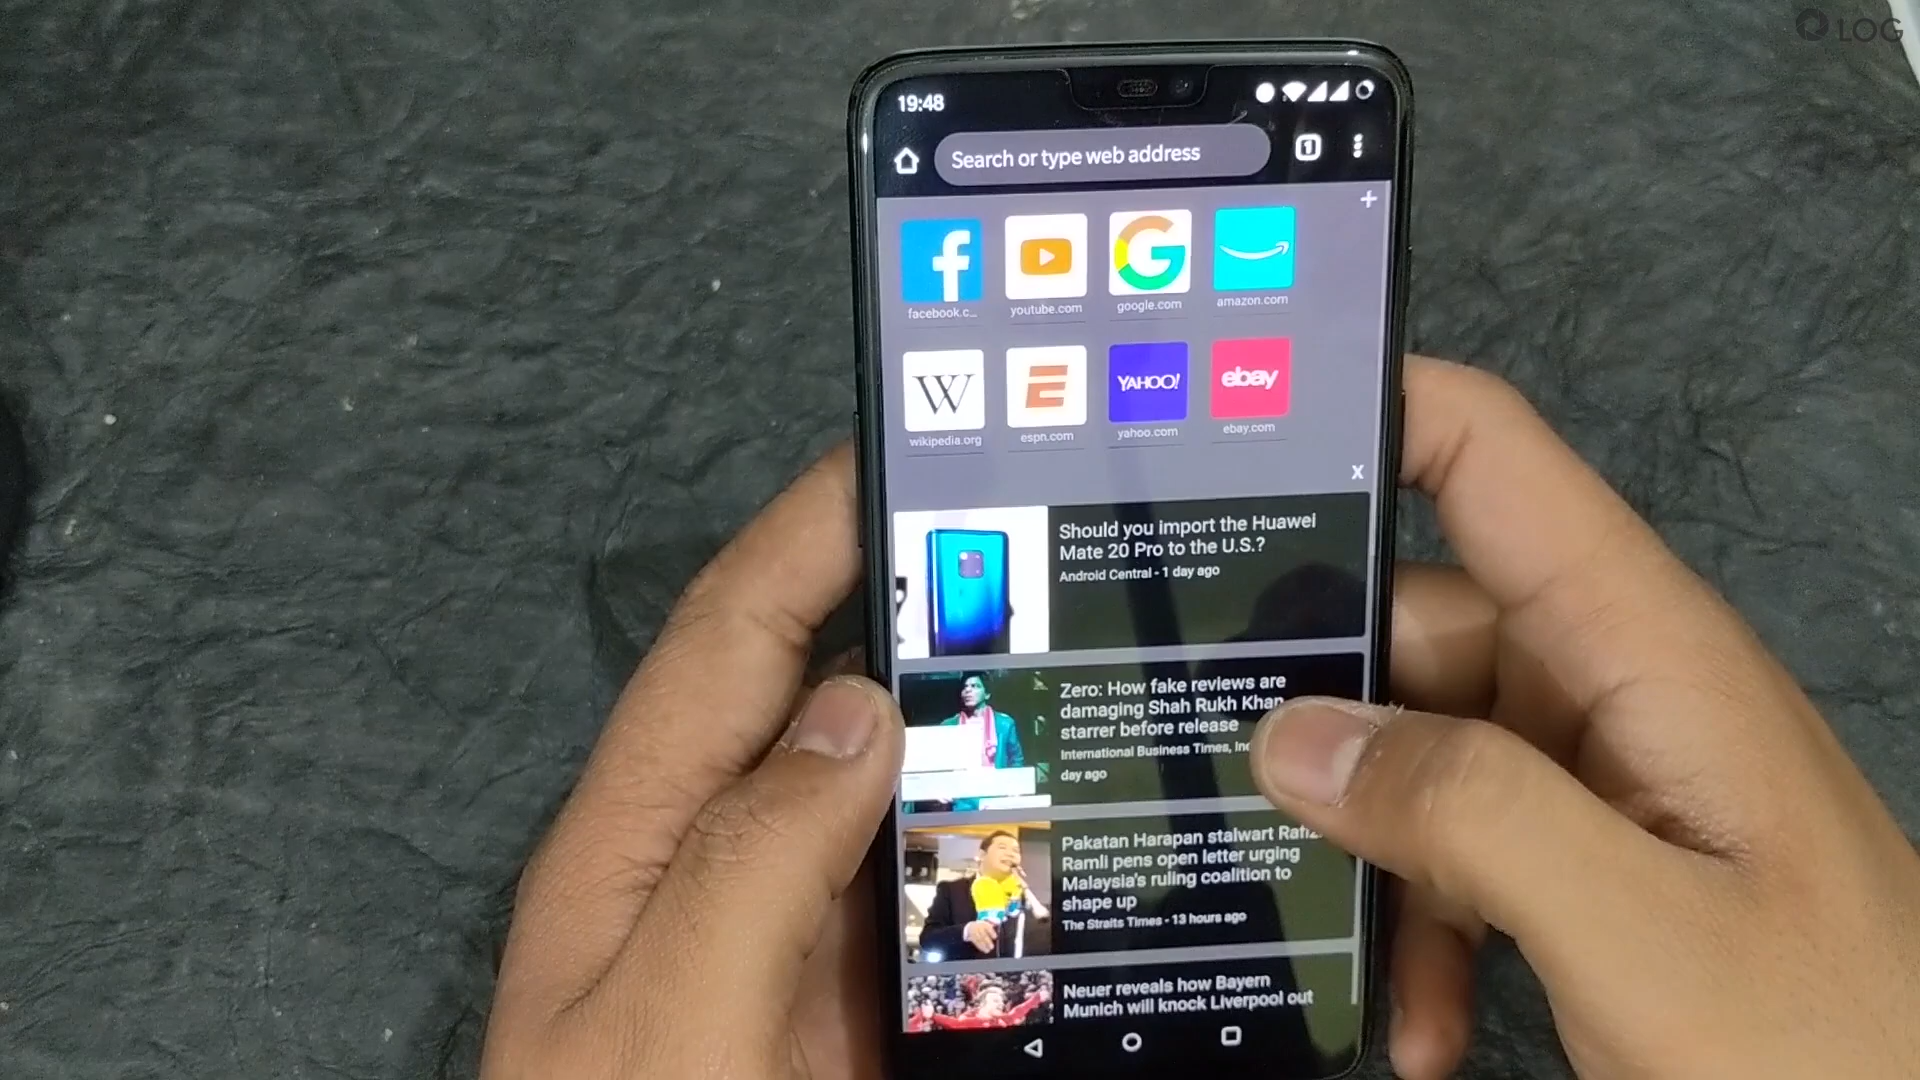 LOG
19:48
Search or type web address
1
facebook.c...
youtube.com
google.com
amazon.com
W
YAHOO!
ebay
wikipedia.org
espn.com
yahoo.com
ebay.com
X
Should you import the Huawei
Mate 20 Pro to the U.S.?
Android Central - 1 day ago
Zero: How fake reviews are
damaging Shah Rukh Khan
starrer before release
International Business Times,
day ago
Pakatan Harapan stalwart
Ramli pens open letter urging
Malaysia's ruling coalition to
shape up
The Straits Times - 13 hours ago
Neuer reveals how Bayern
Munich will knock Liverpool out